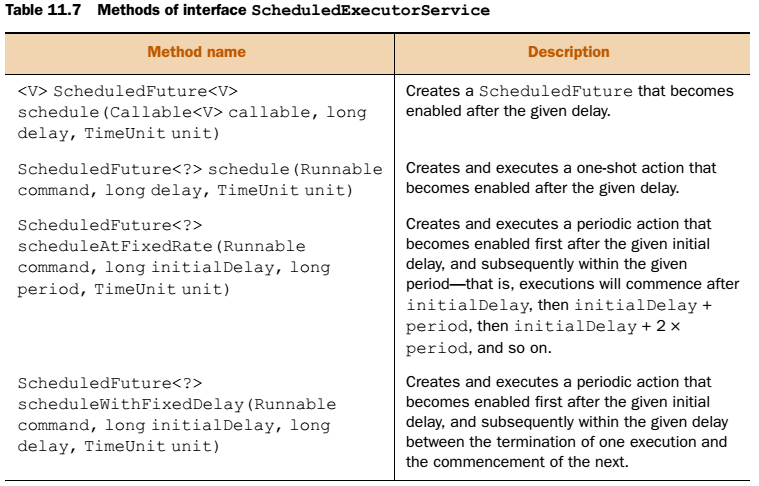 Table 11.7 Methods of interface ScheduledExecutorService
Method name
Description
<V> ScheduledFuture<V>
schedule(Callable<V> callable, long
delay, TimeUnit unit)
Creates a ScheduledFuture that becomes
enabled after the given delay.
ScheduledFuture<?> schedule(Runnable
command, long delay, TimeUnit unit)
Creates and executes a one-shot action that
becomes enabled after the given delay.
ScheduledFuture<?>
scheduleAtFixedRate(Runnable
command, long initialDelay, long
period, TimeUnit unit)
Creates and executes a periodic action that
becomes enabled first after the given initial
delay, and subsequently within the given
period—that is, executions will commence after
initialDelay, then initialDelay +
period, then initialDelay + 2 ×
period, and so on.
ScheduledFuture<?>
scheduleWithFixedDelay(Runnable
command, long initialDelay, long
delay, TimeUnit unit)
Creates and executes a periodic action that
becomes enabled first after the given initial
delay, and subsequently within the given delay
between the termination of one execution and
the commencement of the next.